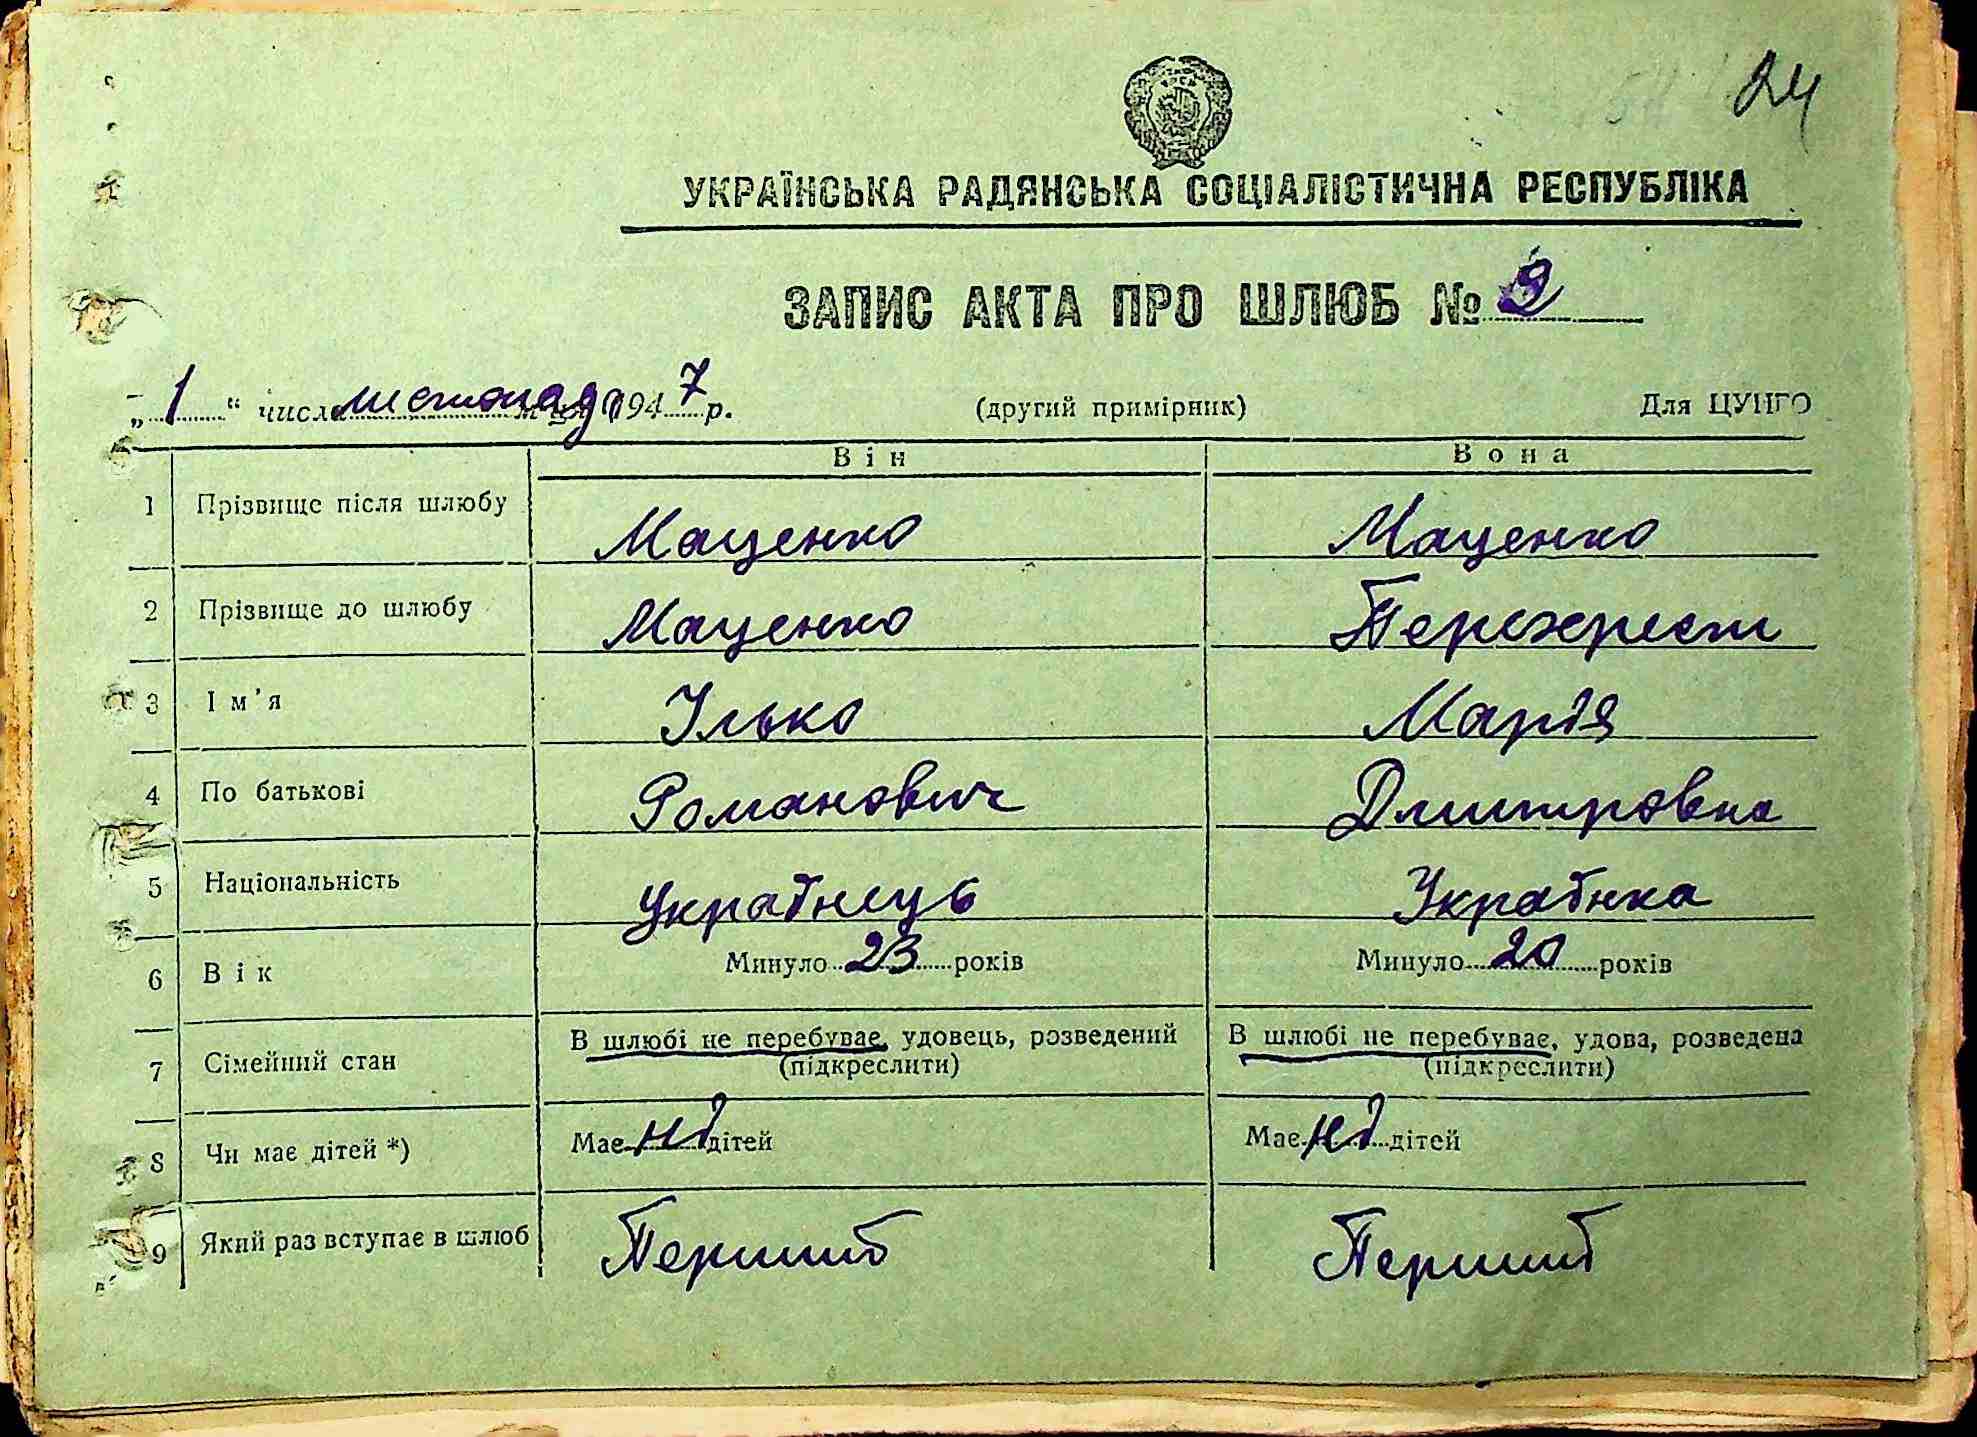 24
УКРАЇНСЬКА РАДЯНСЬКА СОЦІАЛІСТИЧНА РЕСПУБЛІКА
ЗАПИС АКТА ПРО ШЛЮБ № 9
„ 1 “ числа листопада 1947 р. (другий примірник) Для ЦУНГО
Він Вона
1 Прізвище після шлюбу Маценко Маценко
2 Прізвище до шлюбу Маценко Перехрест
3 Ім’я Ілько Марія
4 По батькові Романович Дмитровна
5 Національність Українець Українка
6 Вік Минуло 23 років Минуло 20 років
7 Сімейний стан В шлюбі не перебуває, удовець, розведений В шлюбі не перебуває, удова, розведена
(підкреслити) (підкреслити)
8 Чи має дітей *) Має ні дітей Має ні дітей
9 Який раз вступає в шлюб Перший Перший